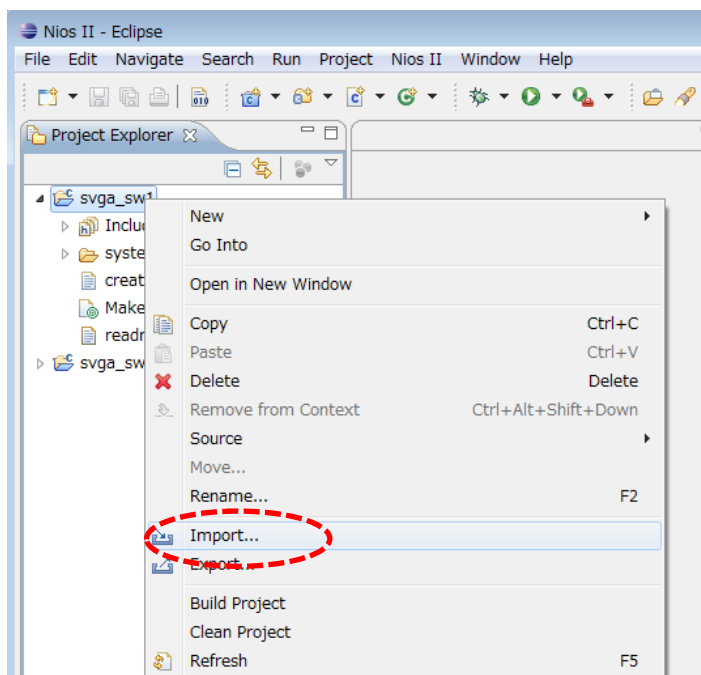 Nios II - Eclipse
File Edit Navigate Search Run Project Nios II Window Help
010
Project Explorer
svga_sw1
Inclu
syste
creat
Make
readr
svga_sw
New
Go Into
Open in New Window
Copy Ctrl+C
Paste Ctrl+V
Delete Delete
Remove from Context Ctrl+Alt+Shift+Down
Source
Move...
Rename... F2
Import...
Export...
Build Project
Clean Project
Refresh F5